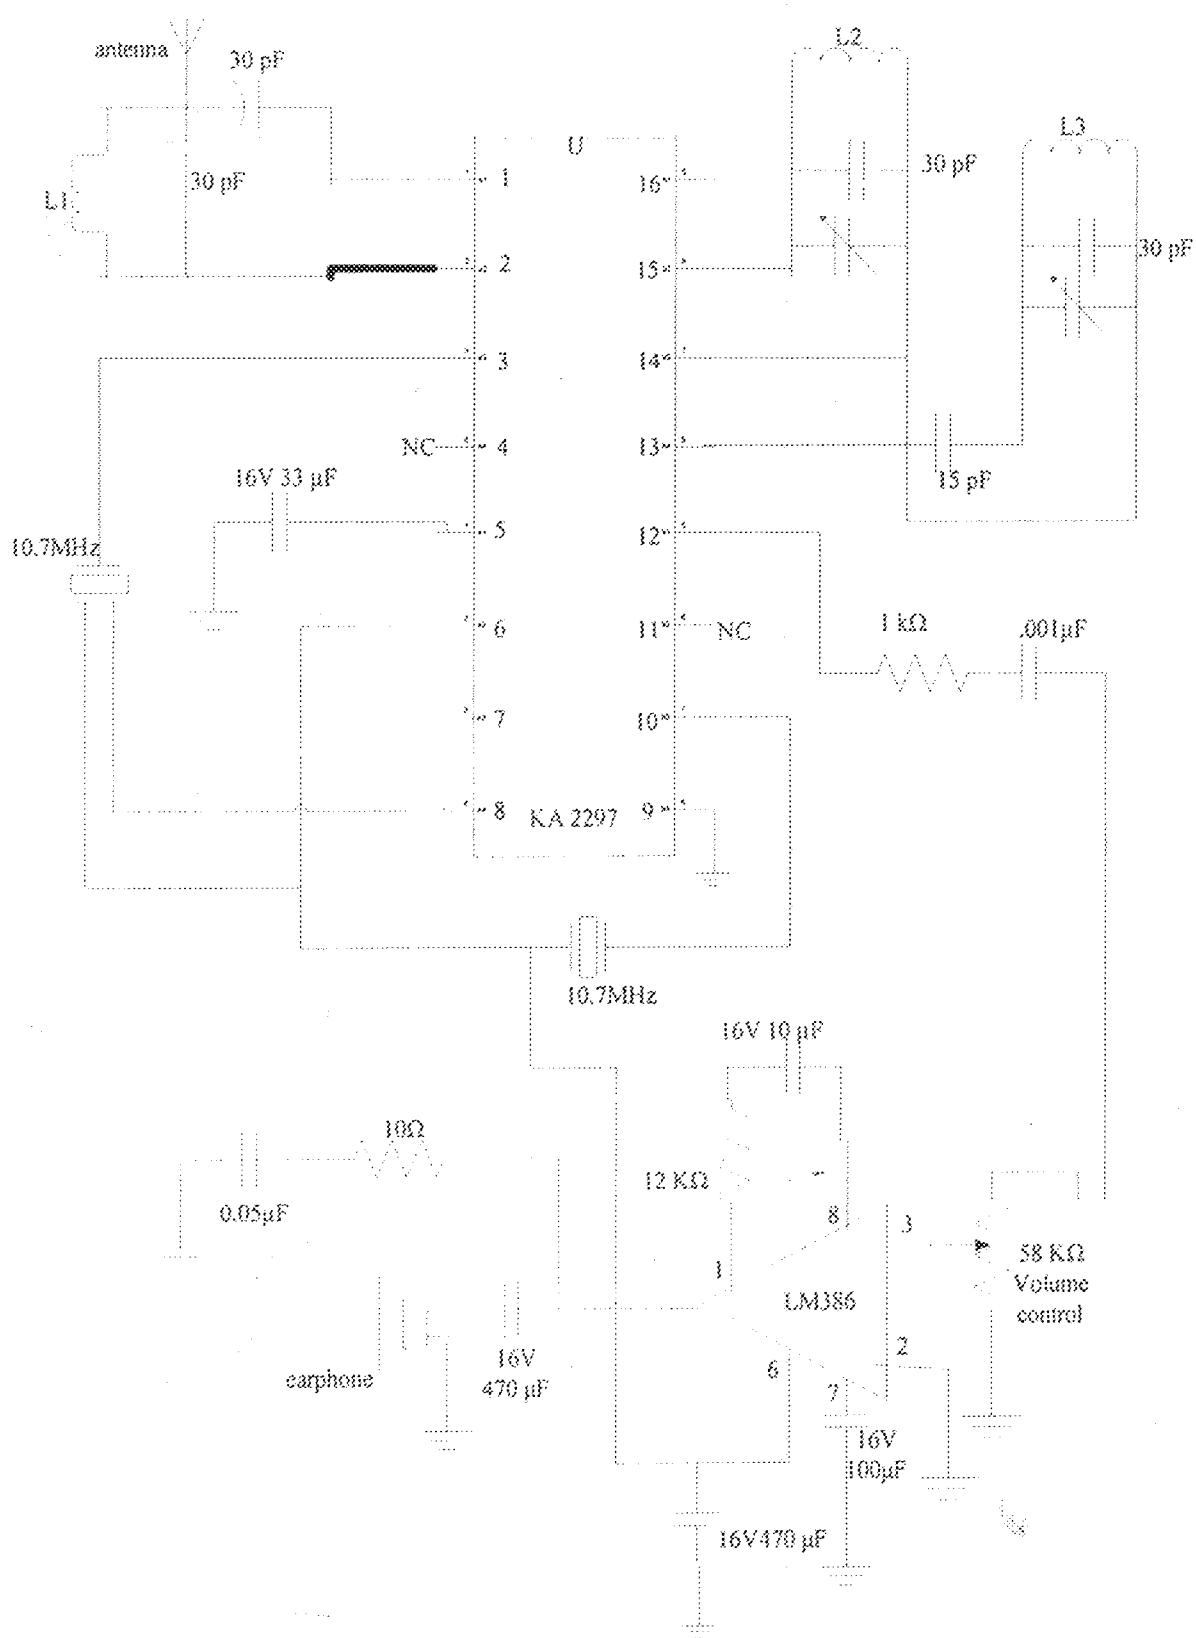 antenna
30 pF
L2
L3
U
30 pF
30 pF
L1
1
16
2
15
30 pF
3
14
NC
4
13
16V 33 µF
15 pF
5
12
10.7MHz
6
11
NC
1 kΩ
.001µF
7
10
8
KA 2297
9
10.7MHz
16V 10 µF
10Ω
12 KΩ
0.05µF
8
3
1
58 KΩ
Volume
control
LM386
2
earphone
16V
470 µF
6
7
16V
100µF
16V470 µF